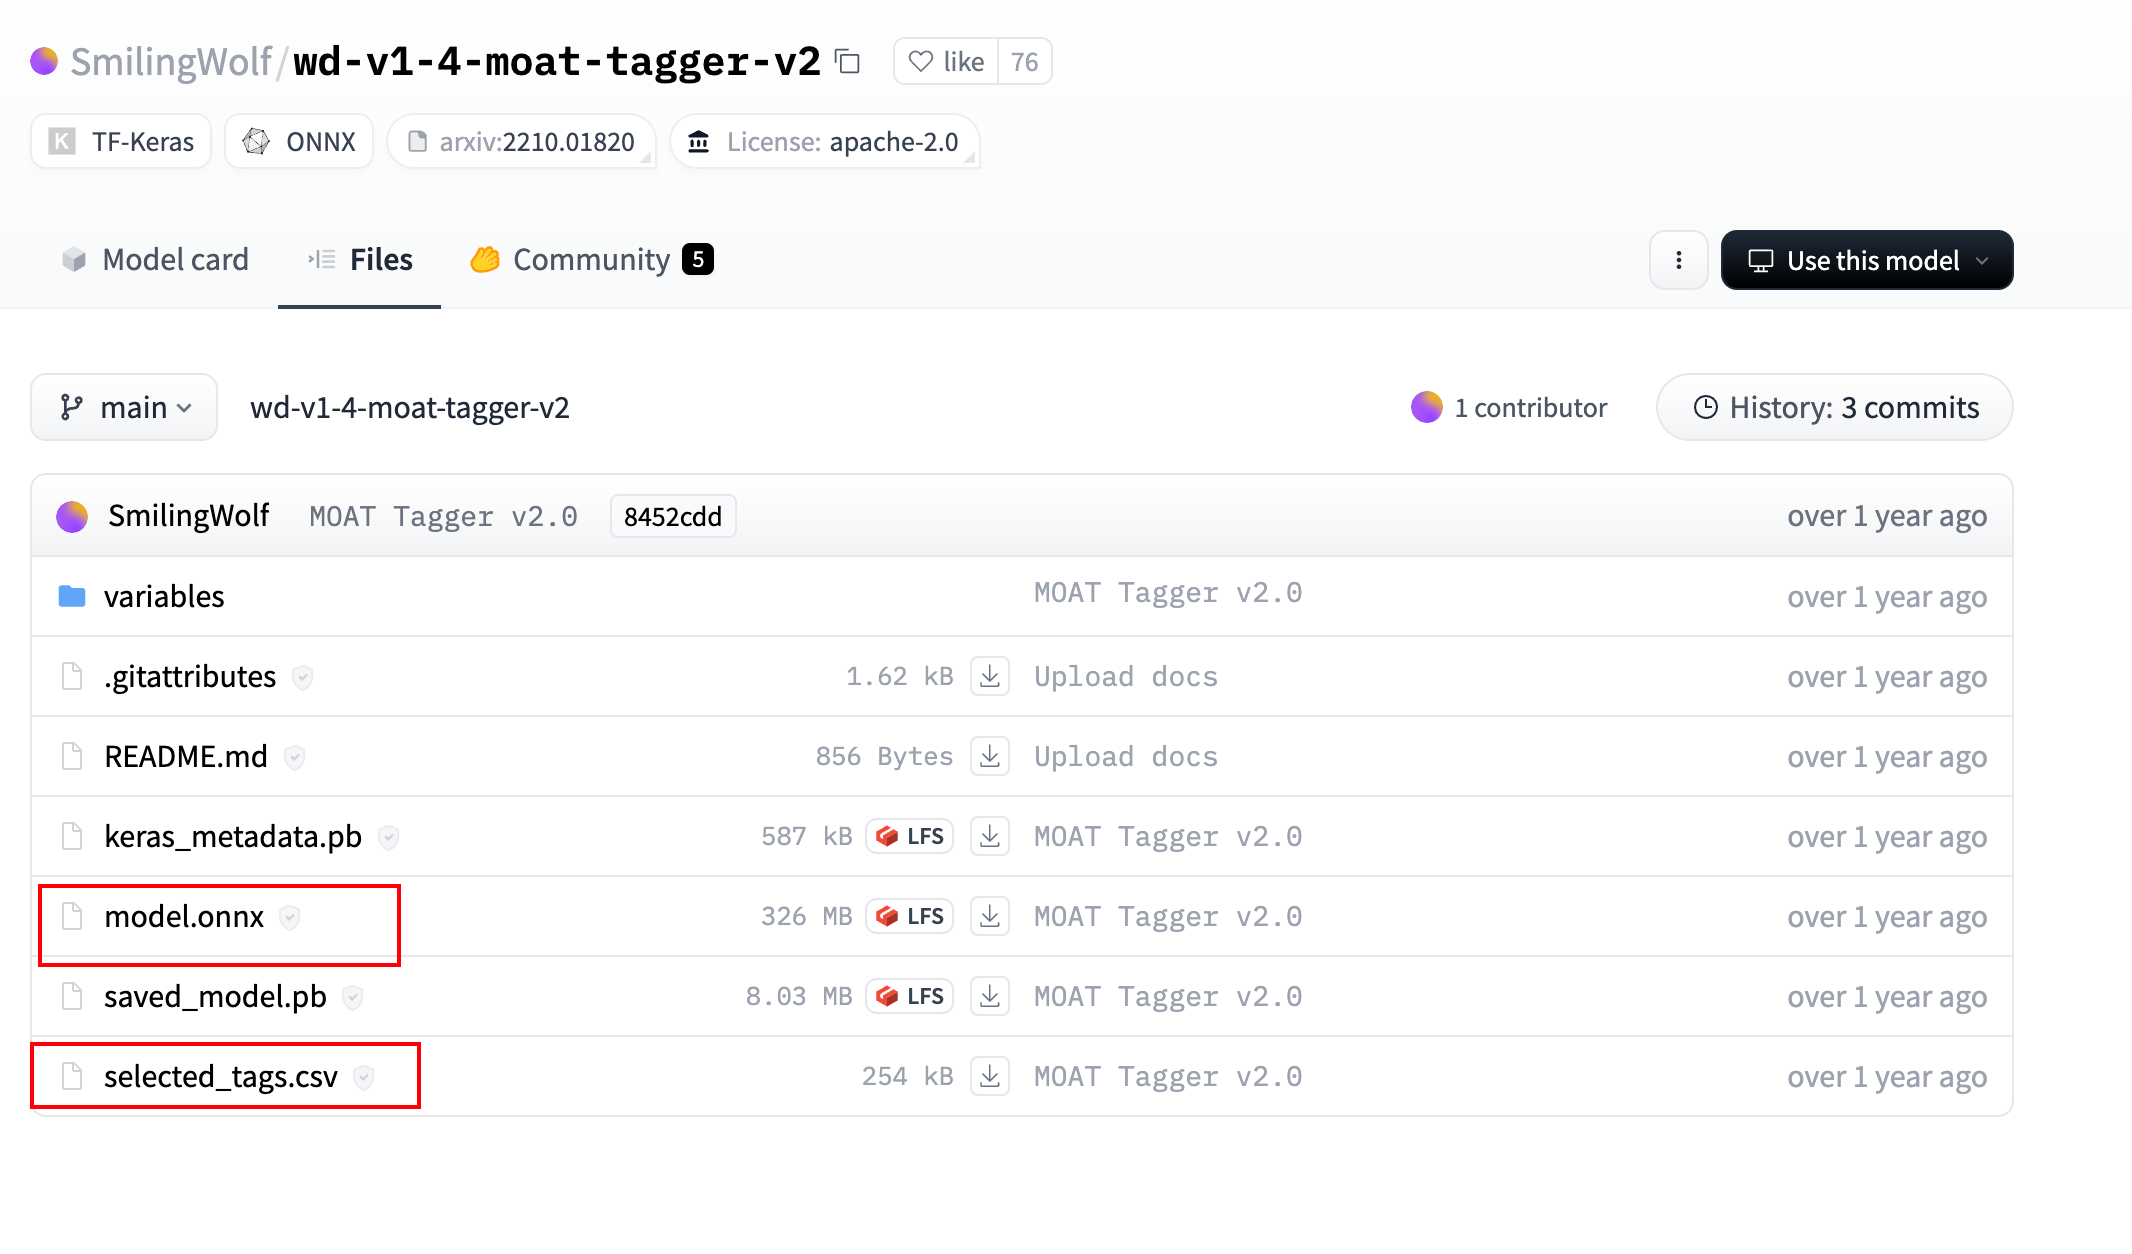 SmilingWolf/wd-v1-4-moat-tagger-v2 like 76
K TF-Keras ONNX arxiv:2210.01820 License: apache-2.0
Model card Files Community 5 Use this model
main wd-v1-4-moat-tagger-v2 1 contributor History: 3 commits
SmilingWolf MOAT Tagger v2.0 8452cdd over 1 year ago
variables MOAT Tagger v2.0 over 1 year ago
.gitattributes 1.62 kB Upload docs over 1 year ago
README.md 856 Bytes Upload docs over 1 year ago
keras_metadata.pb 587 kB LFS MOAT Tagger v2.0 over 1 year ago
model.onnx 326 MB LFS MOAT Tagger v2.0 over 1 year ago
saved_model.pb 8.03 MB LFS MOAT Tagger v2.0 over 1 year ago
selected_tags.csv 254 kB MOAT Tagger v2.0 over 1 year ago